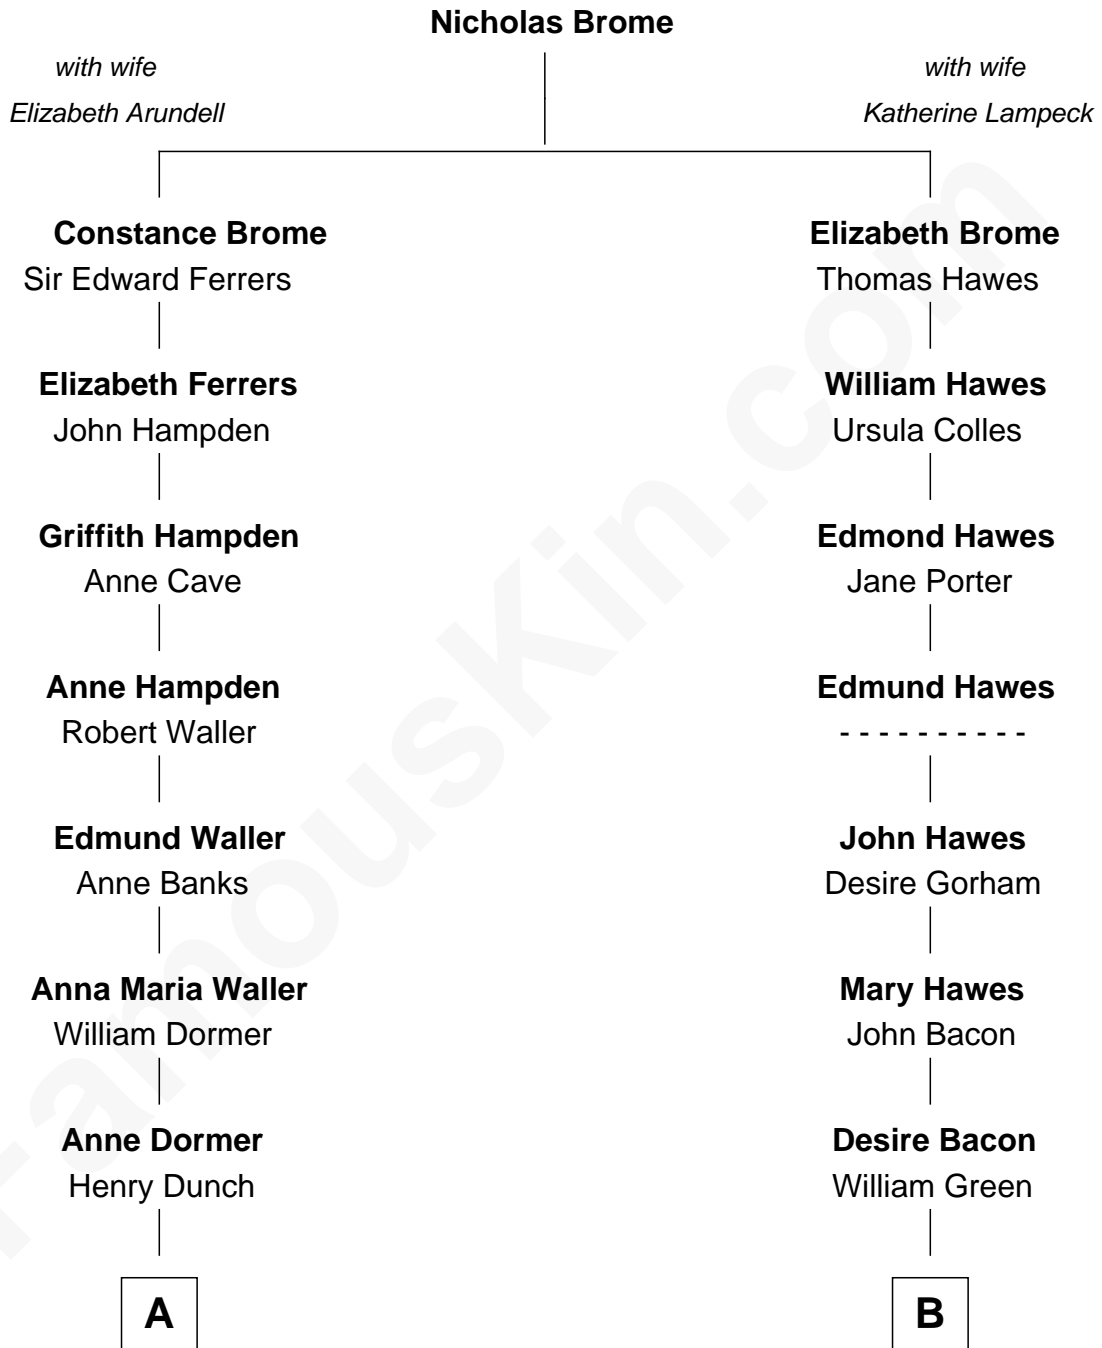 Nicholas Brome
with wife
Elizabeth Arundell
with wife
Katherine Lampeck
Constance Brome
Sir Edward Ferrers
Elizabeth Brome
Thomas Hawes
Elizabeth Ferrers
John Hampden
William Hawes
Ursula Colles
Griffith Hampden
Anne Cave
Edmond Hawes
Jane Porter
Anne Hampden
Robert Waller
Edmund Hawes
- - - - - - - - - -
Edmund Waller
Anne Banks
John Hawes
Desire Gorham
Anna Maria Waller
William Dormer
Mary Hawes
John Bacon
Anne Dormer
Henry Dunch
Desire Bacon
William Green
A
B
FamousKin.com